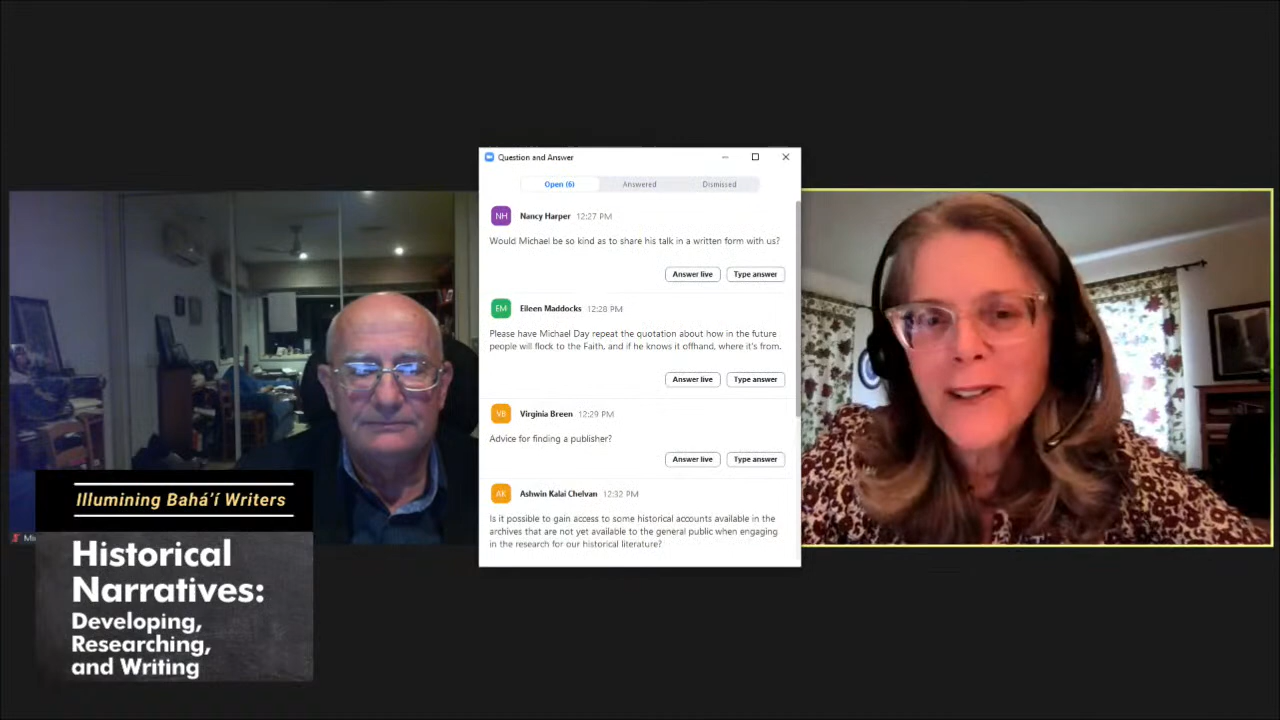 Question and Answer
Open (6)
Answered
Dismissed
NH
Nancy Harper 12:27 PM
Would Michael be so kind as to share his talk in a written form with us?
Answer live
Type answer
EM
Eileen Maddocks 12:28 PM
Please have Michael Day repeat the quotation about how in the future
people will flock to the Faith, and if he knows it offhand, where it's from.
Answer live
Type answer
VB
Virginia Breen 12:29 PM
Advice for finding a publisher?
Answer live
Type answer
AK
Ashwin Kalai Chelvan 12:32 PM
Is it possible to gain access to some historical accounts available in the
archives that are not yet available to the general public when engaging
in the research for our historical literature?
Illumining Bahá’í Writers
Historical
Narratives:
Developing,
Researching,
and Writing